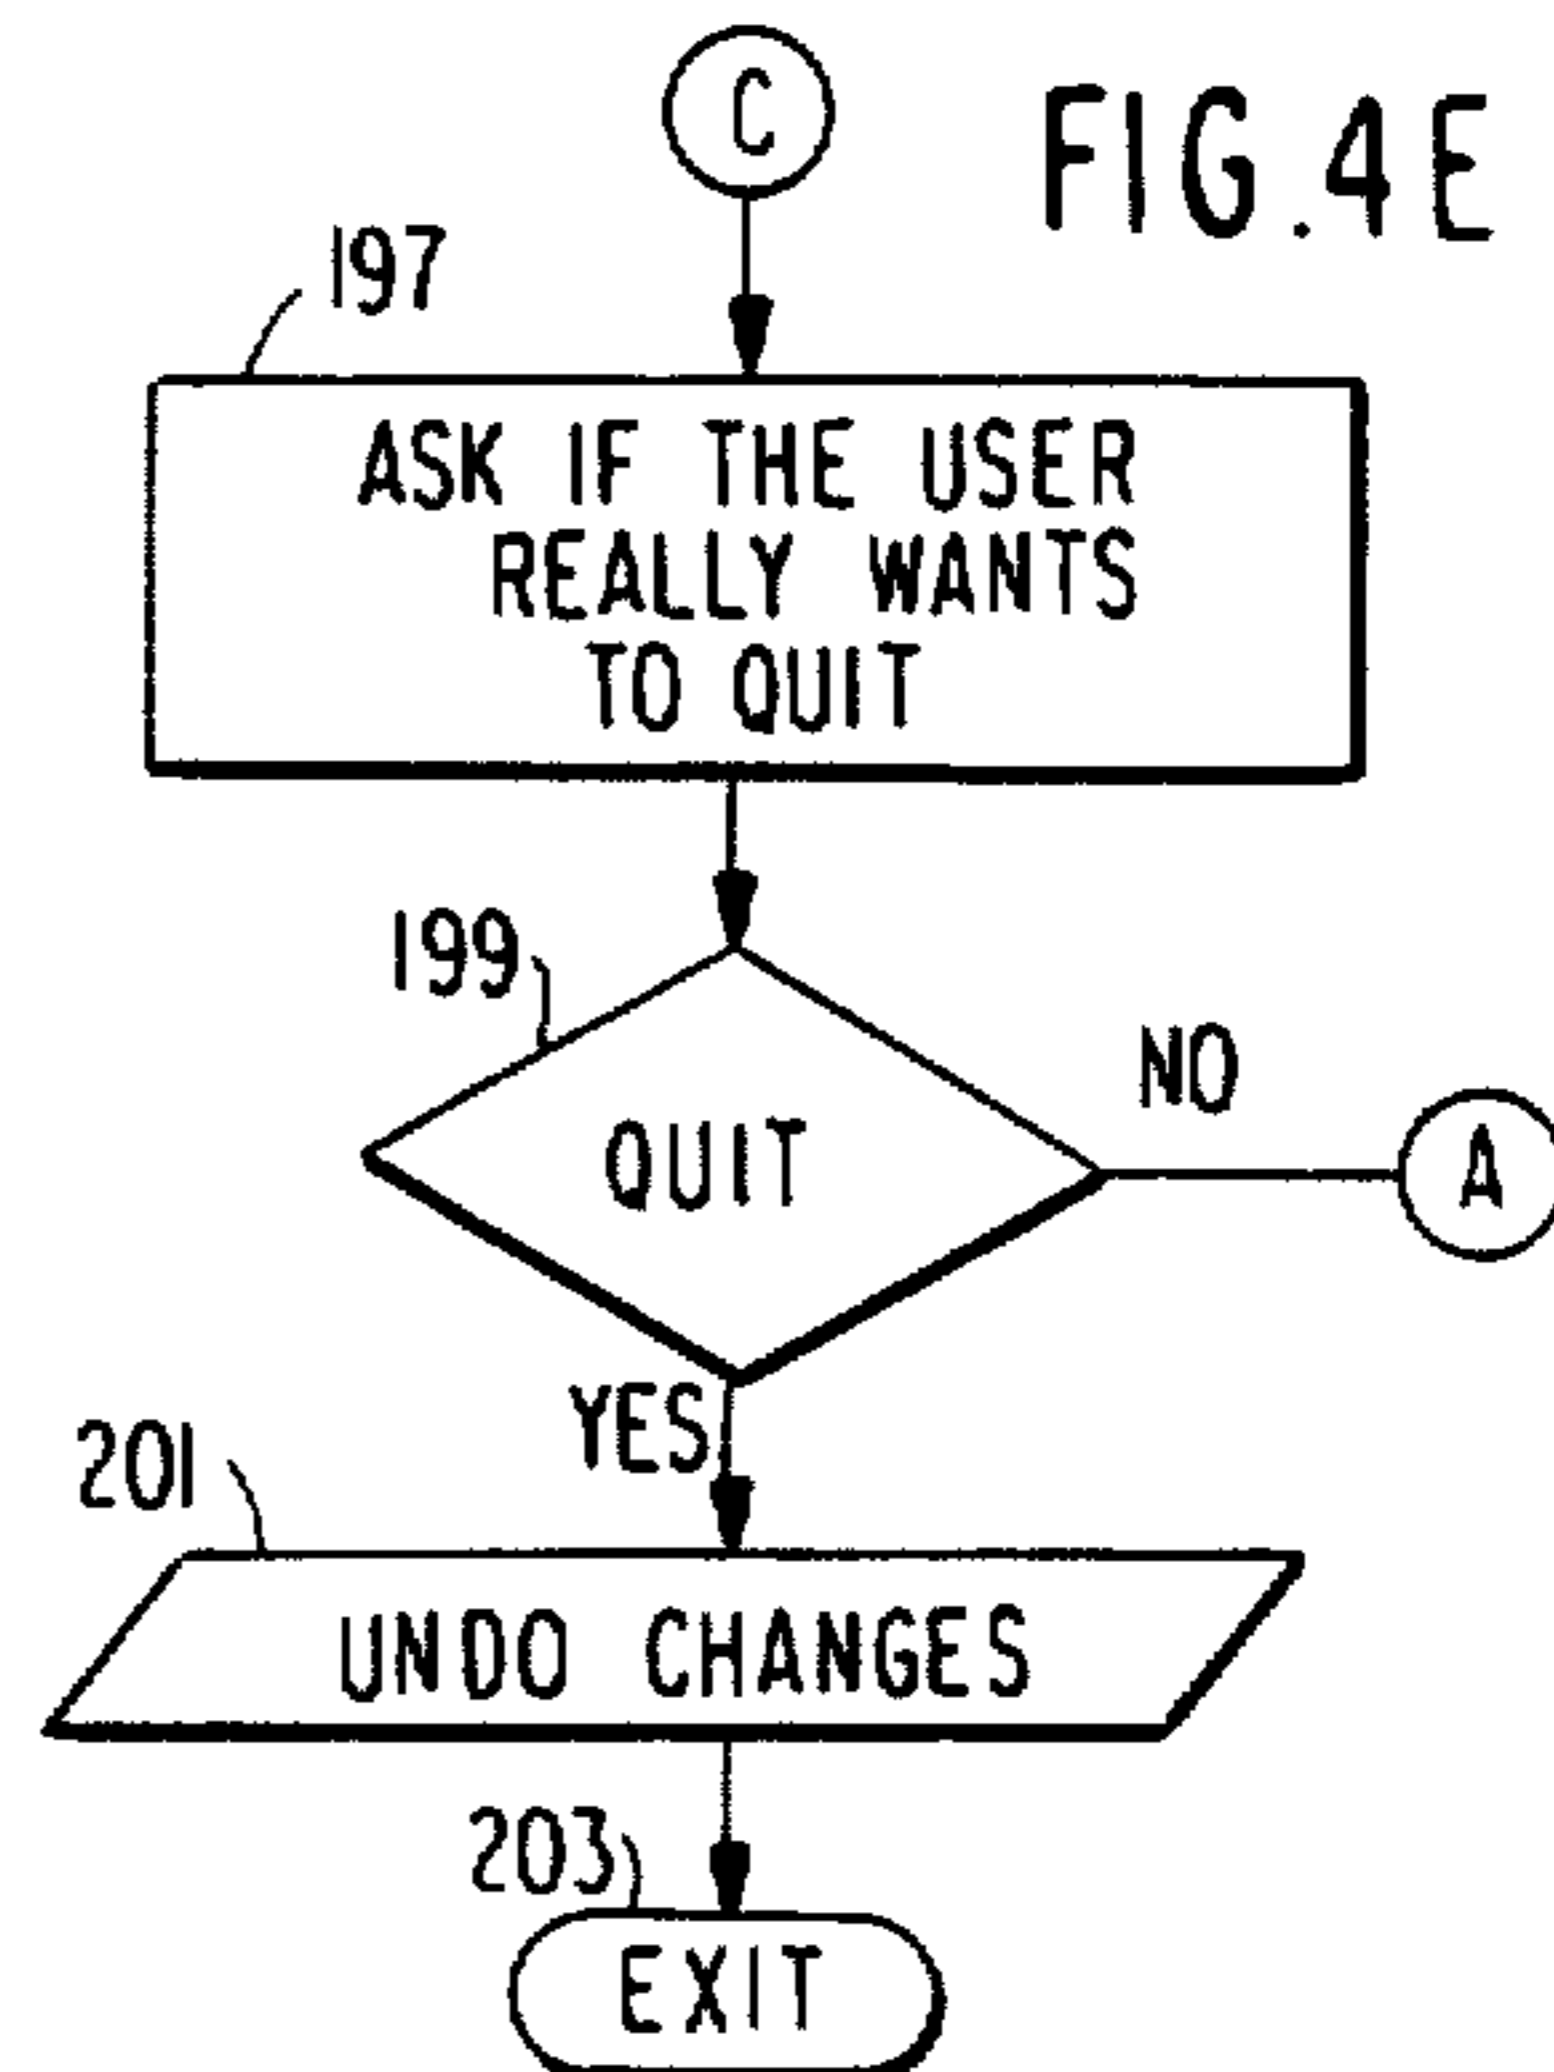 C
FIG.4E
197
ASK IF THE USER
REALLY WANTS
TO QUIT
199
NO
QUIT
A
YES
201
UNDO CHANGES
203
EXIT